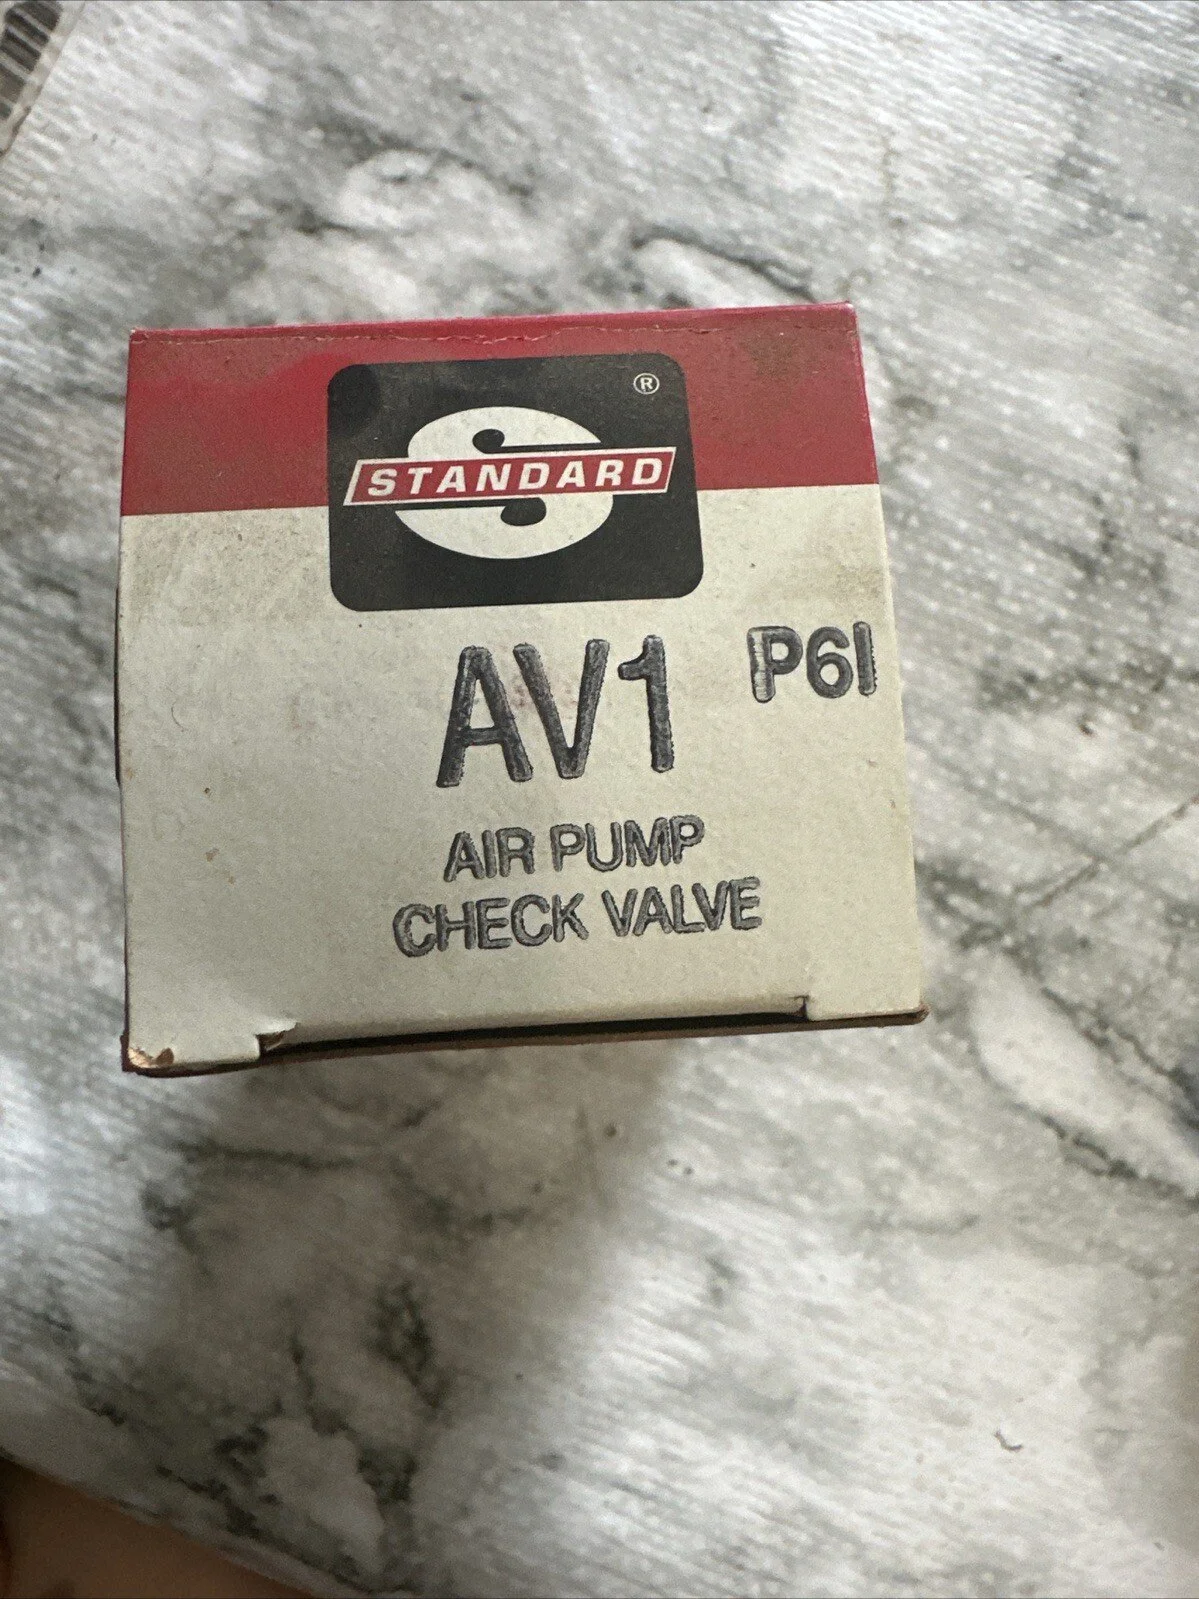 ®
STANDARD
AV1 P6I
AIR PUMP
CHECK VALVE